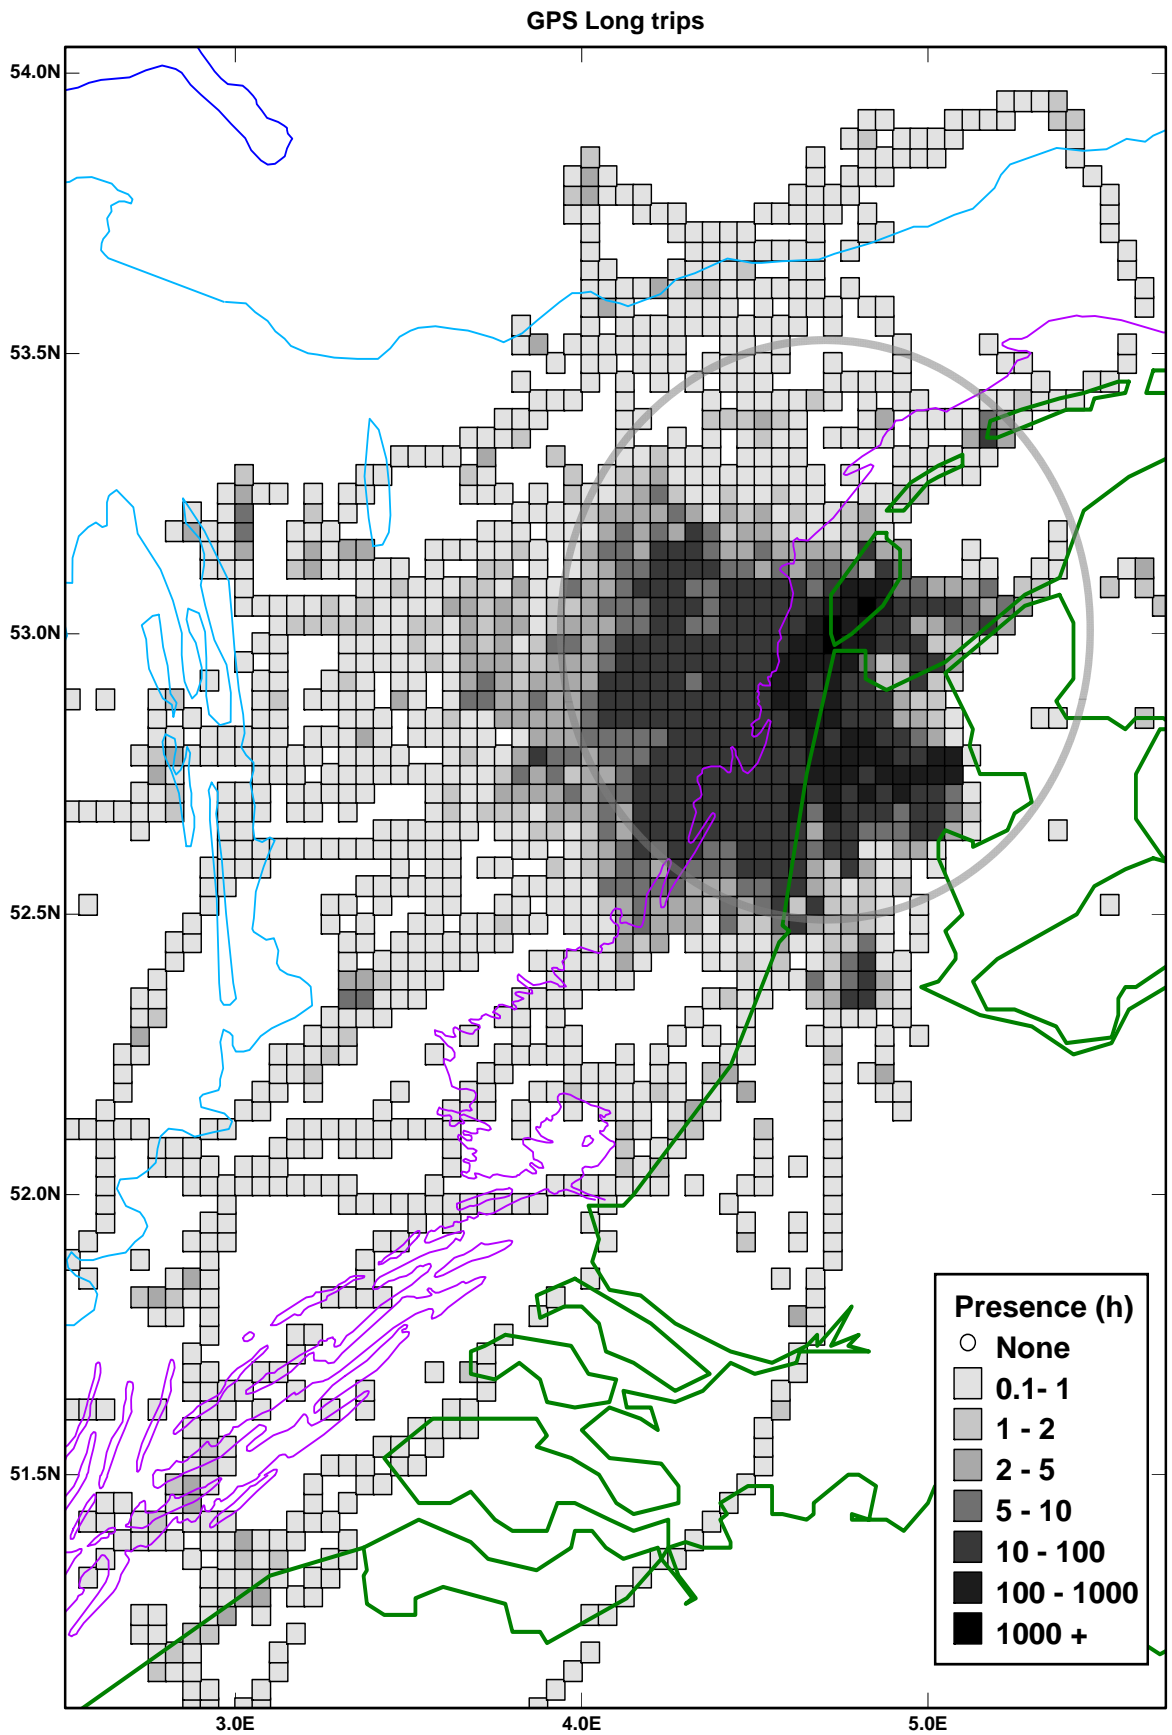 GPS Long trips
54.0N
53.5N
53.0N
52.5N
52.0N
51.5N
3.0E
4.0E
5.0E
Presence (h)
None
0.1- 1
1 - 2
2 - 5
5 - 10
10 - 100
100 - 1000
1000 +